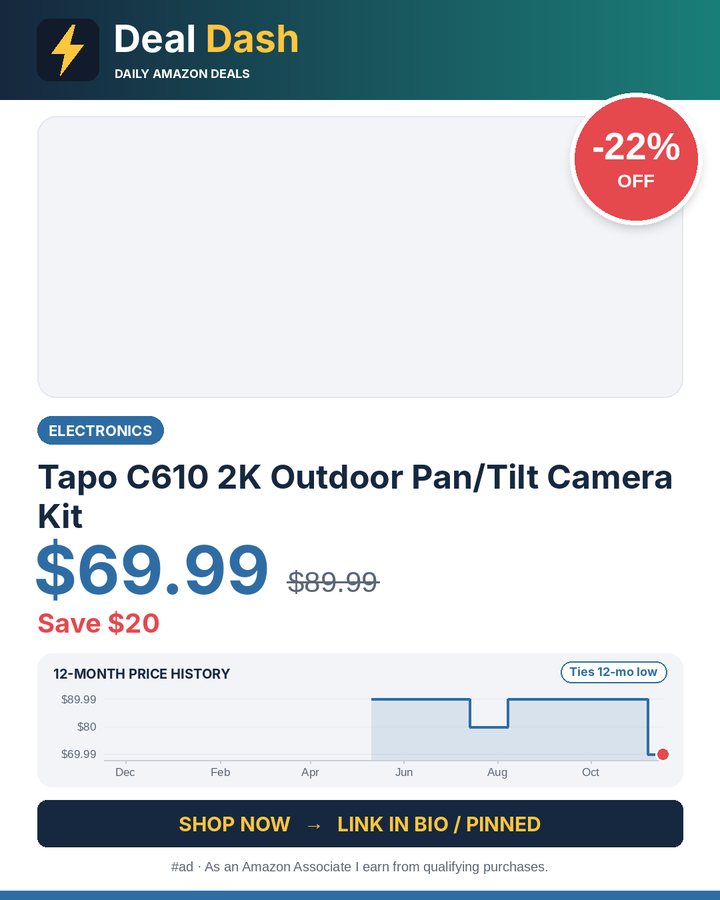 Deal Dash
DAILY AMAZON DEALS
-22%
OFF
ELECTRONICS
Tapo C610 2K Outdoor Pan/Tilt Camera
Kit
$69.99 $89.99
Save $20
12-MONTH PRICE HISTORY
Ties 12-mo low
$89.99
$80
$69.99
Dec Feb Apr Jun Aug Oct
SHOP NOW → LINK IN BIO / PINNED
#ad · As an Amazon Associate I earn from qualifying purchases.